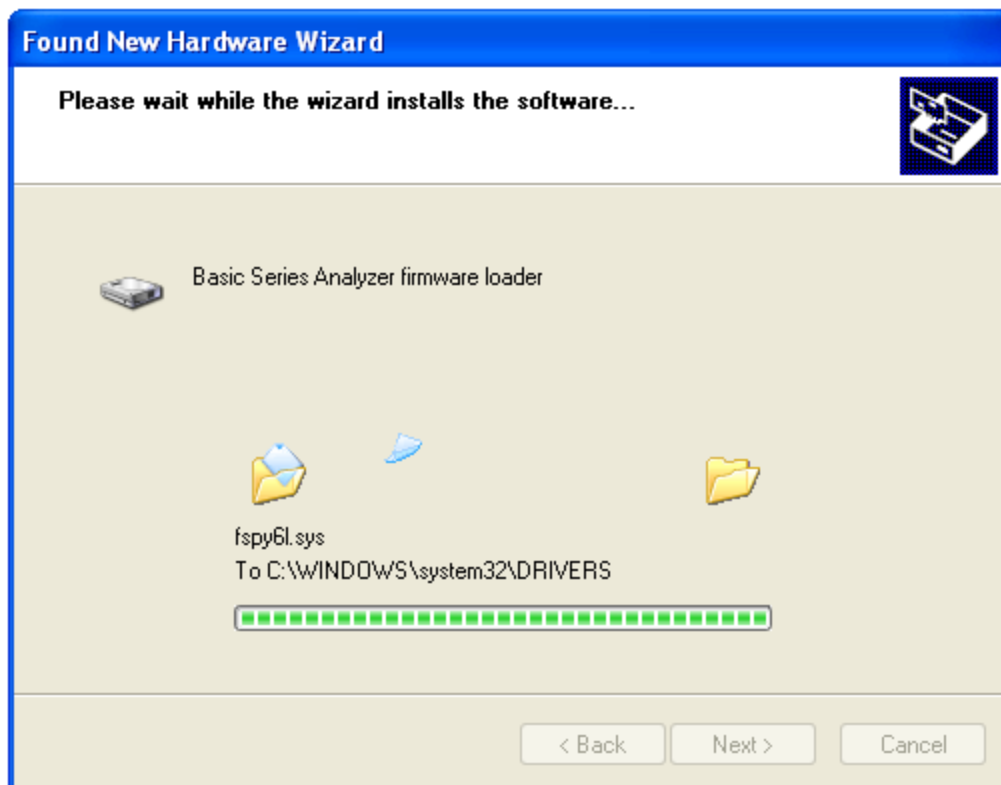 Found New Hardware Wizard
Please wait while the wizard installs the software...
Basic Series Analyzer firmware loader
fspy6l.sys
To C:\WINDOWS\system32\DRIVERS
< Back
Next >
Cancel